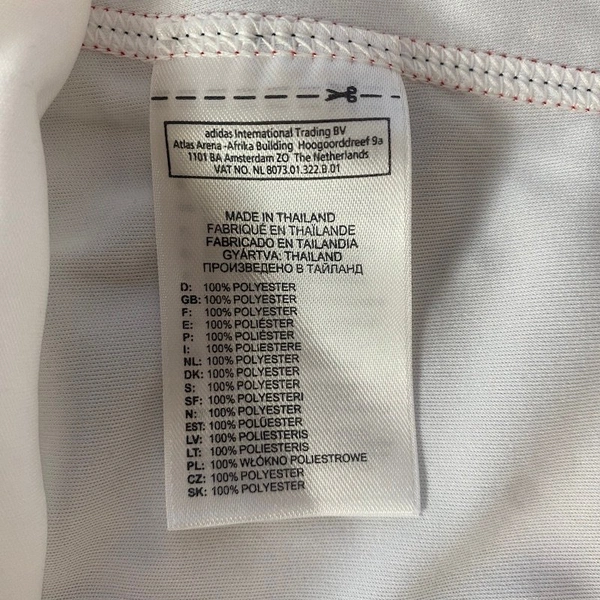 adidas International Trading BV
Atlas Arena -Afrika Building Hoogoorddreef 9a
1101 BA Amsterdam ZO The Netherlands
VAT NO. NL 8073.01.322.B.01
MADE IN THAILAND
FABRIQUÉ EN THAÏLANDE
FABRICADO EN TAILANDIA
GYÁRTVA: THAILAND
ПРОИЗВЕДЕНО В ТАЙЛАНД
D: 100% POLYESTER
GB: 100% POLYESTER
F: 100% POLYESTER
E: 100% POLIÉSTER
P: 100% POLIÉSTER
I: 100% POLIESTERE
NL: 100% POLYESTER
DK: 100% POLYESTER
S: 100% POLYESTER
SF: 100% POLYESTERI
N: 100% POLYESTER
EST: 100% POLÜESTER
LV: 100% POLIESTERIS
LT: 100% POLIESTERIS
PL: 100% WŁÓKNO POLIESTROWE
CZ: 100% POLYESTER
SK: 100% POLYESTER